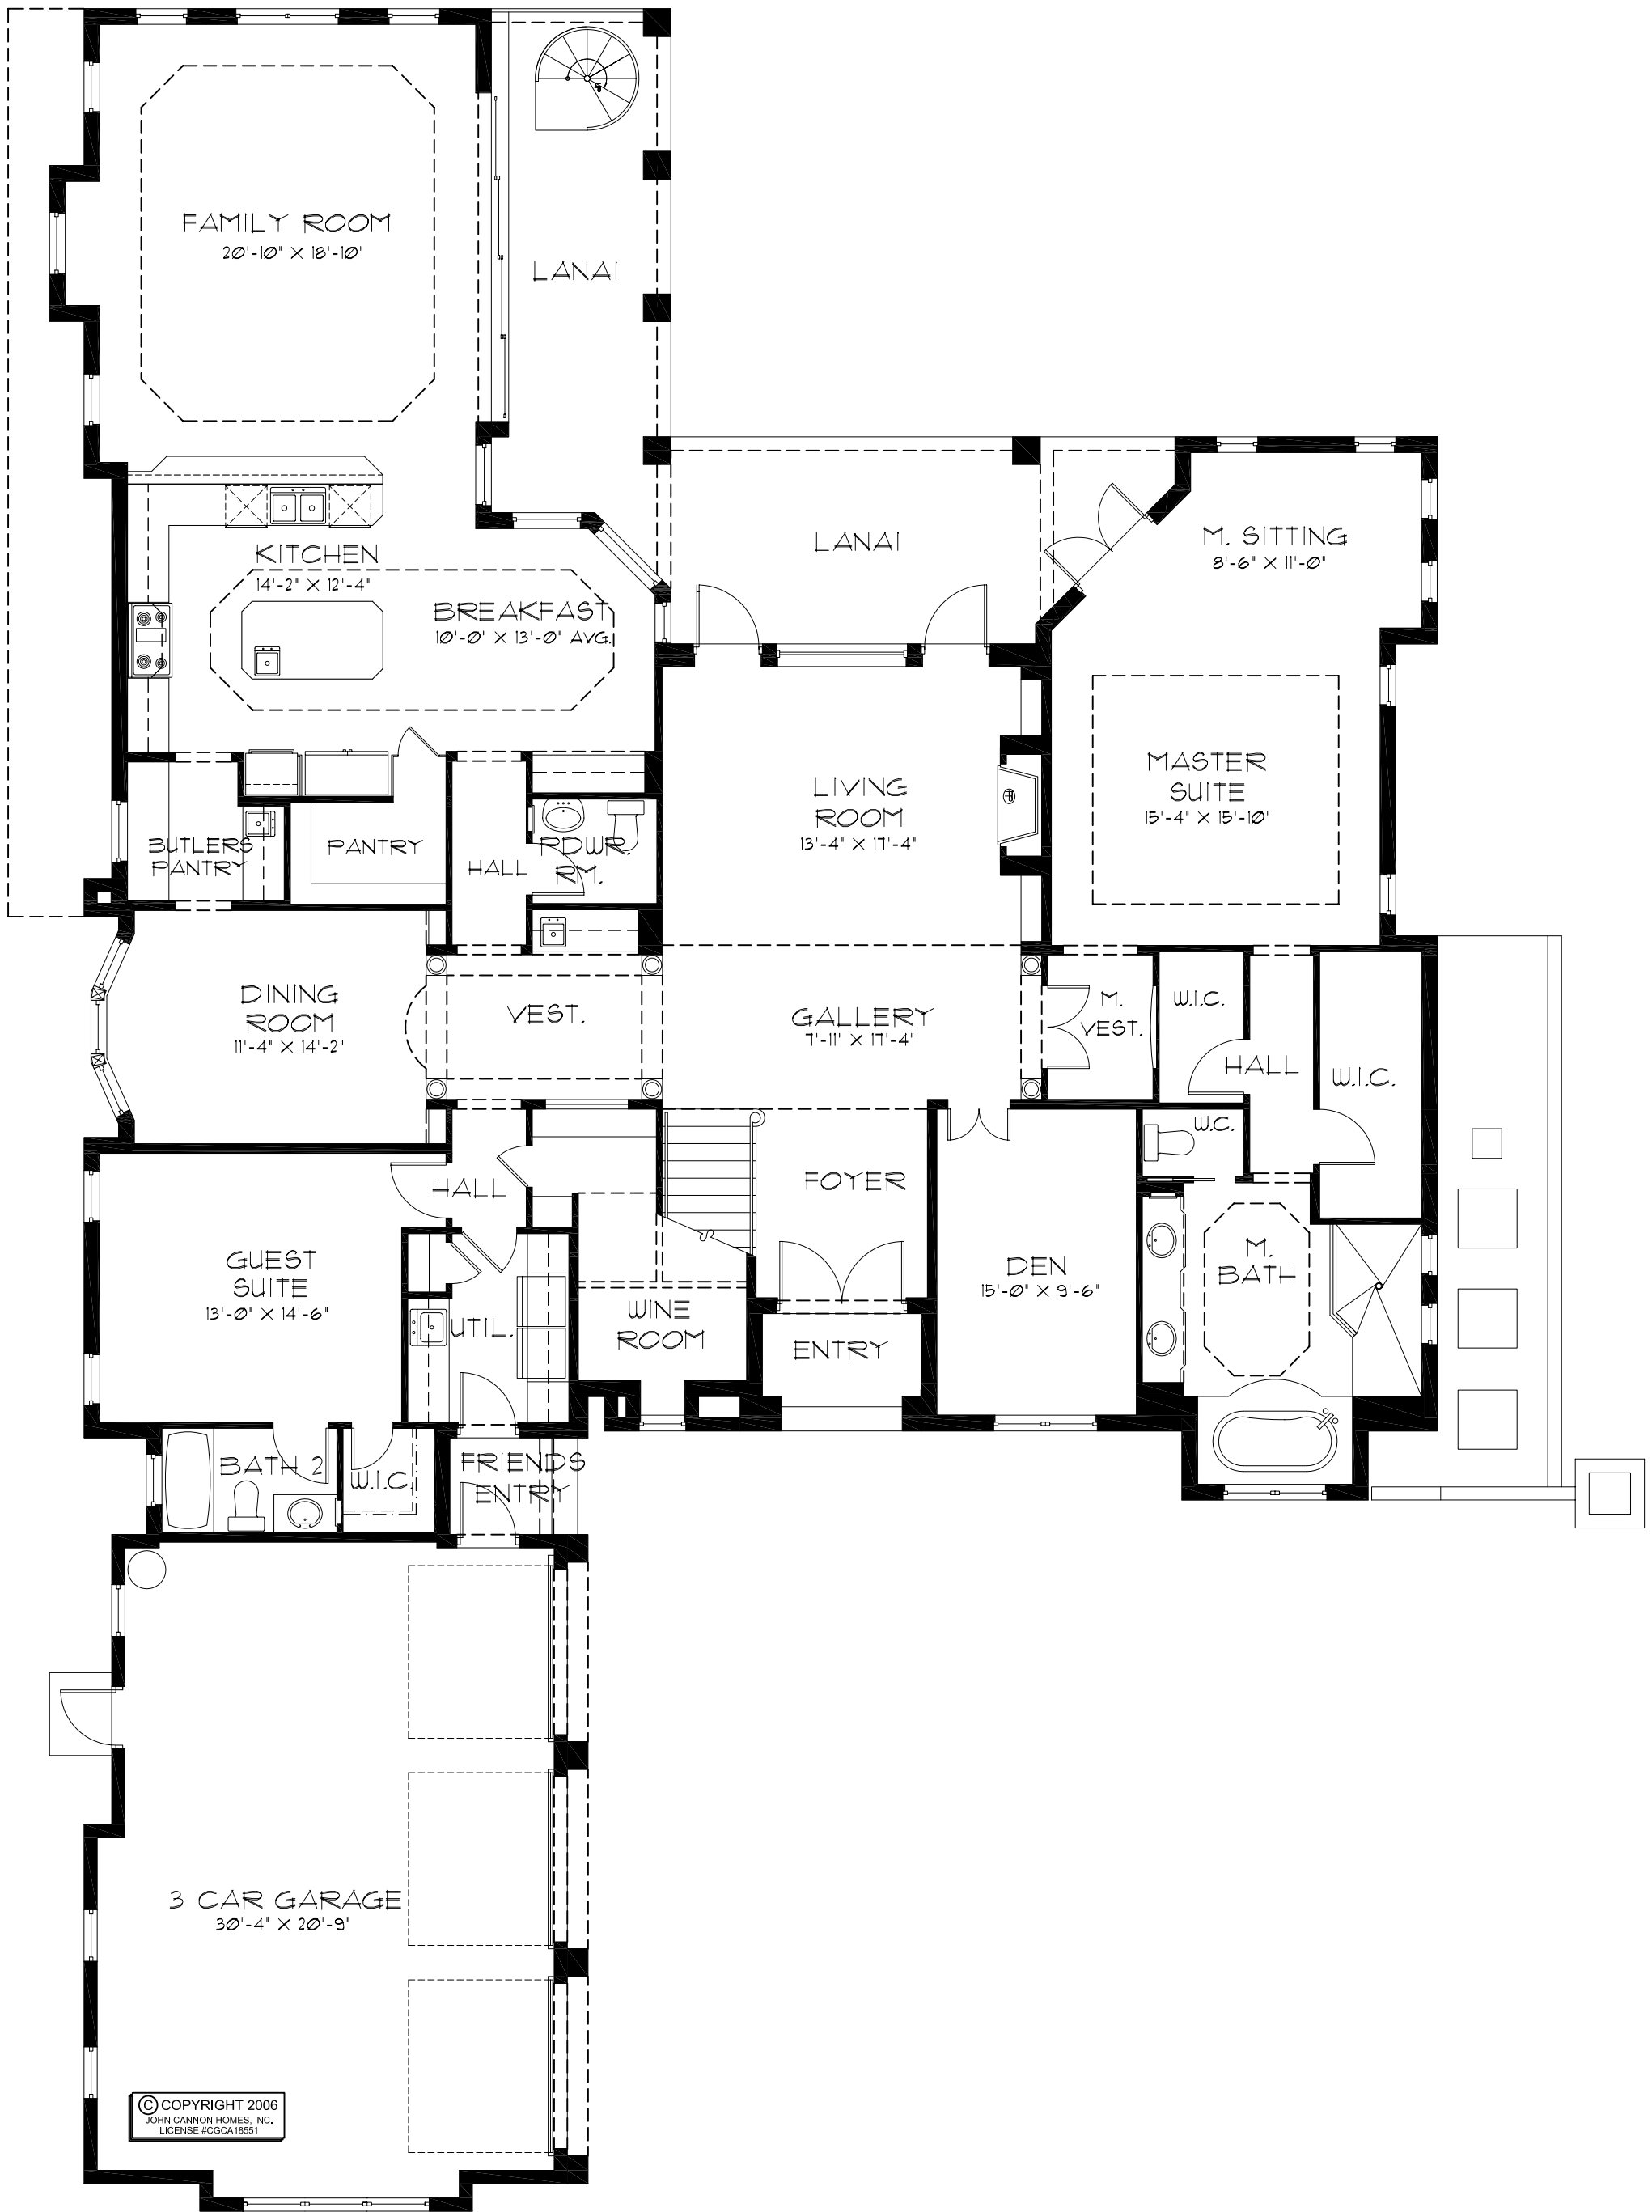 FAMILY ROOM
20'-10" X 18'-10"
LANAI
LANAI
M. SITTING
8'-6" X 11'-0"
KITCHEN
14'-2" X 12'-4"
BREAKFAST
10'-0" X 13'-0" AVG.
MASTER
SUITE
15'-4" X 15'-10"
LIVING
ROOM
13'-4" X 17'-4"
BUTLERS
PANTRY
PANTRY
HALL
PDWR.
RM.
DINING
ROOM
11'-4" X 14'-2"
VEST.
GALLERY
7'-11" X 17'-4"
M.
VEST.
W.I.C.
HALL
W.I.C.
W.C.
HALL
FOYER
GUEST
SUITE
13'-0" X 14'-6"
UTIL.
WINE
ROOM
ENTRY
DEN
15'-0" X 9'-6"
M.
BATH
BATH 2
W.I.C.
FRIENDS
ENTRY
3 CAR GARAGE
30'-4" X 20'-9"
© COPYRIGHT 2006
JOHN CANNON HOMES, INC.
LICENSE #CGCA18551